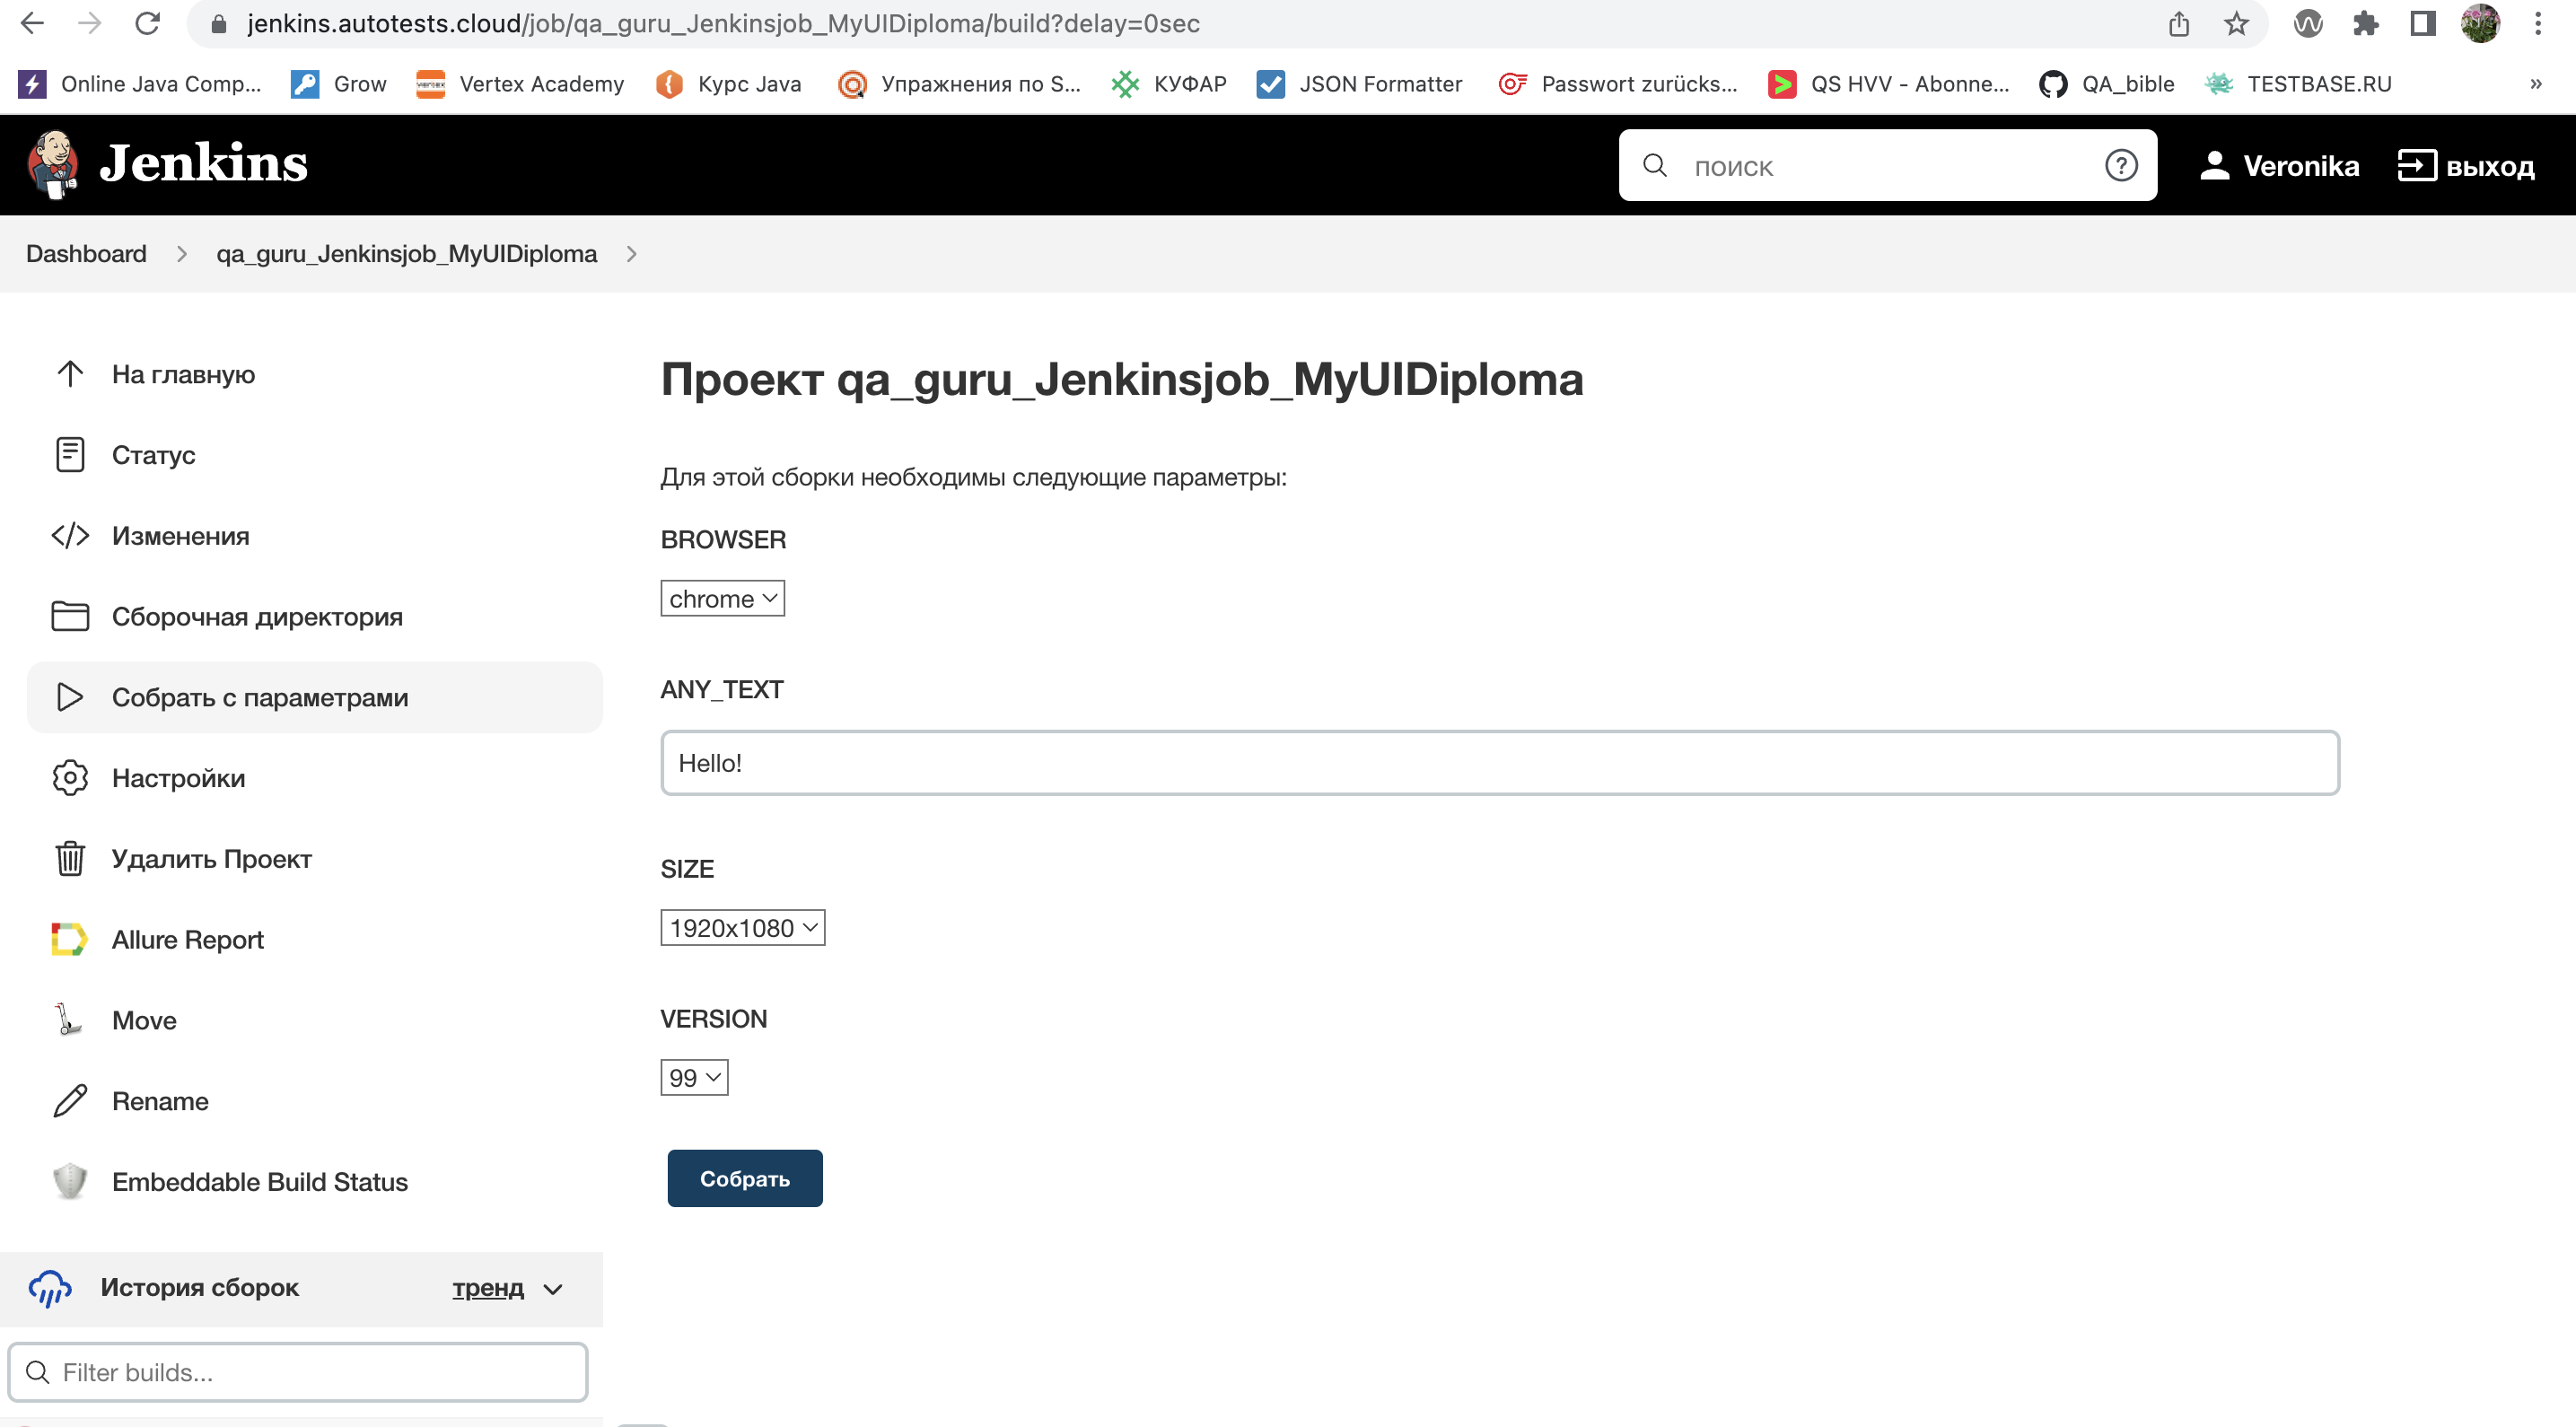 jenkins.autotests.cloud/job/qa_guru_Jenkinsjob_MyUIDiploma/build?delay=0sec
Online Java Comp... Grow Vertex Academy Курс Java Упражнения по S... КУФАР JSON Formatter Passwort zurücks... QS HVV - Abonne... QA_bible TESTBASE.RU »
Jenkins поиск Veronika выход
Dashboard qa_guru_Jenkinsjob_MyUIDiploma
На главную
Статус
Изменения
Сборочная директория
Собрать с параметрами
Настройки
Удалить Проект
Allure Report
Move
Rename
Embeddable Build Status
История сборок тренд
Filter builds...
Проект qa_guru_Jenkinsjob_MyUIDiploma
Для этой сборки необходимы следующие параметры:
BROWSER
chrome
ANY_TEXT
Hello!
SIZE
1920x1080
VERSION
99
Собрать